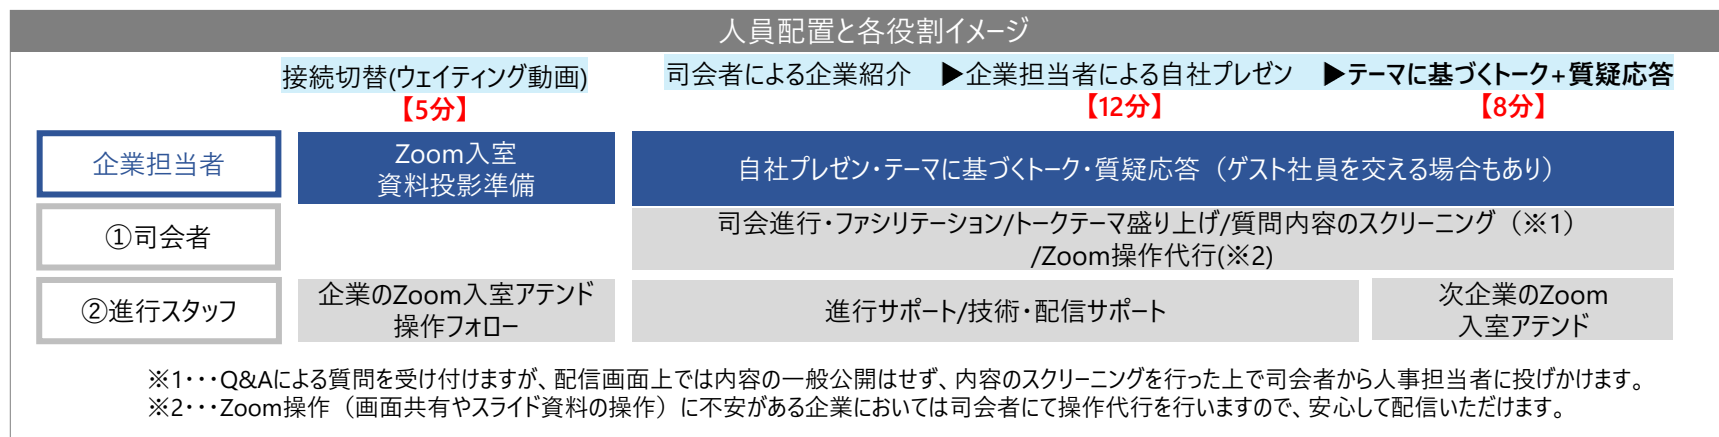 人員配置と各役割イメージ
接続切替(ウェイティング動画)
【5分】
司会者による企業紹介　▶企業担当者による自社プレゼン　▶テーマに基づくトーク+質疑応答
【12分】
【8分】
企業担当者
Zoom入室
資料投影準備
自社プレゼン・テーマに基づくトーク・質疑応答（ゲスト社員を交える場合もあり）
①司会者
司会進行・ファシリテーション/トークテーマ盛り上げ/質問内容のスクリーニング（※1）
/Zoom操作代行(※2)
②進行スタッフ
企業のZoom入室アテンド
操作フォロー
進行サポート/技術・配信サポート
次企業のZoom
入室アテンド
※1・・・Q&Aによる質問を受け付けますが、配信画面上では内容の一般公開はせず、内容のスクリーニングを行った上で司会者から人事担当者に投げかけます。
※2・・・Zoom操作（画面共有やスライド資料の操作）に不安がある企業においては司会者にて操作代行を行いますので、安心して配信いただけます。